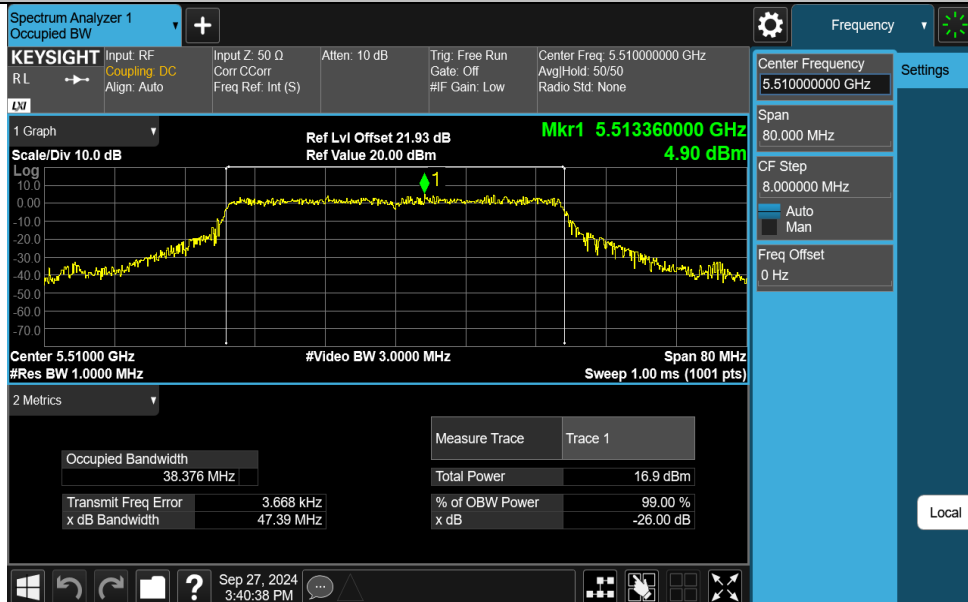 Spectrum Analyzer 1
Occupied BW
+
Frequency
KEYSIGHT
R L
LXI
Input: RF
Coupling: DC
Align: Auto
Input Z: 50 Ω
Corr CCorr
Freq Ref: Int (S)
Atten: 10 dB
Trig: Free Run
Gate: Off
#IF Gain: Low
Center Freq: 5.510000000 GHz
Avg|Hold: 50/50
Radio Std: None
1 Graph
Scale/Div 10.0 dB
Ref Lvl Offset 21.93 dB
Ref Value 20.00 dBm
Mkr1 5.513360000 GHz
4.90 dBm
Log
10.0
0.00
-10.0
-20.0
-30.0
-40.0
-50.0
-60.0
-70.0
1
Center 5.51000 GHz
#Res BW 1.0000 MHz
#Video BW 3.0000 MHz
Span 80 MHz
Sweep 1.00 ms (1001 pts)
2 Metrics
Occupied Bandwidth
38.376 MHz
Transmit Freq Error 3.668 kHz
x dB Bandwidth 47.39 MHz
Measure Trace Trace 1
Total Power 16.9 dBm
% of OBW Power 99.00 %
x dB -26.00 dB
Center Frequency
5.510000000 GHz
Span
80.000 MHz
CF Step
8.000000 MHz
Auto
Man
Freq Offset
0 Hz
Settings
Local
?
Sep 27, 2024
3:40:38 PM